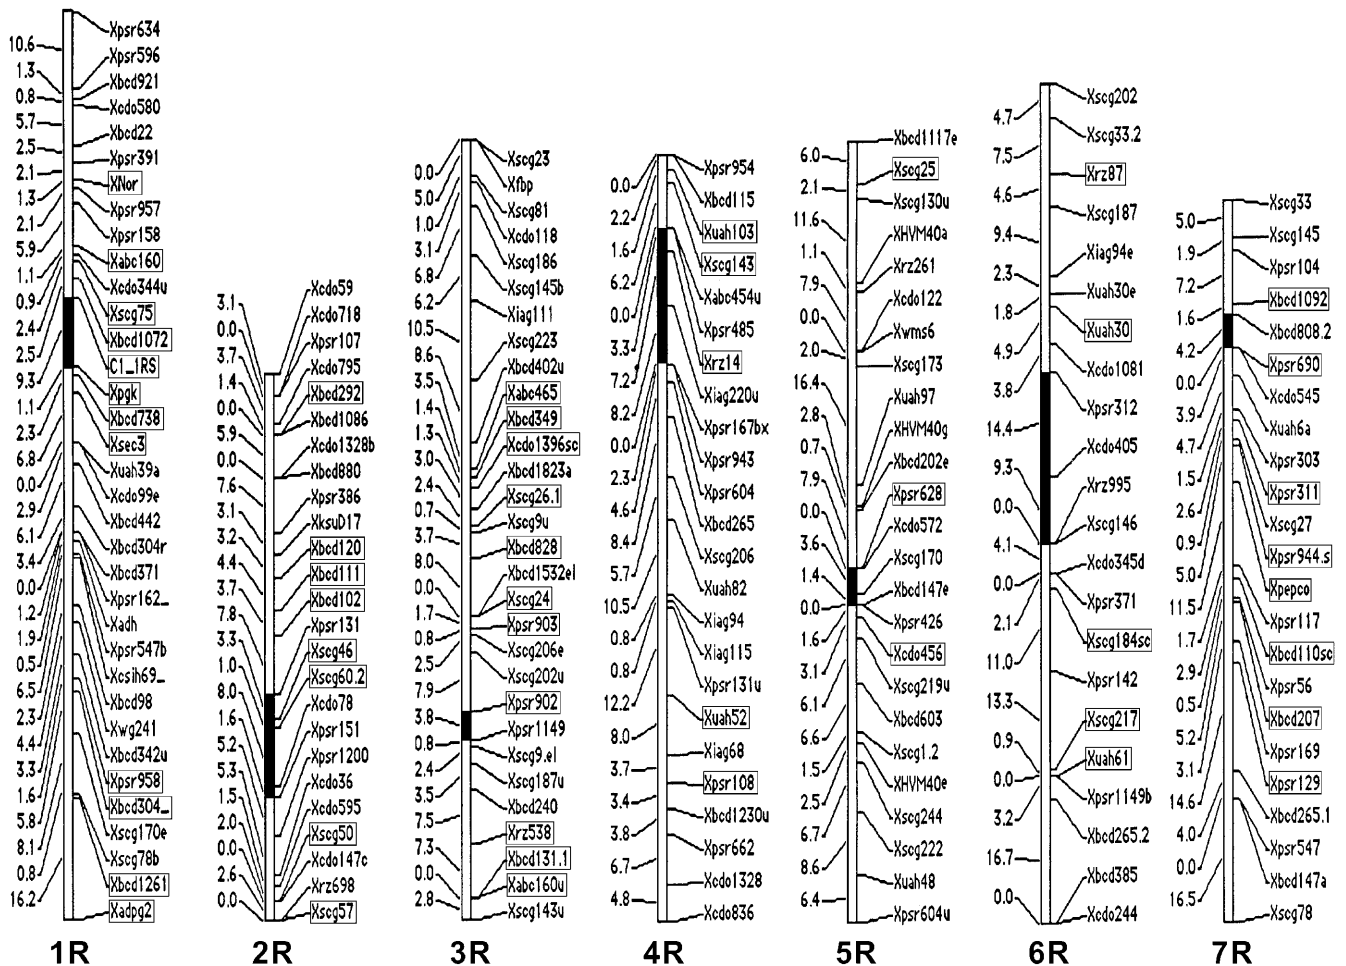 Xpsr634
10.6
Xpsr596
1.3
Xbcd921
0.8
Xcdo580
5.7
Xbcd22
2.5
Xpsr391
2.1
XNor
1.3
Xpsr957
2.1
Xpsr158
5.9
Xabc160
1.1
Xcdo344u
0.9
Xscg75
2.4
Xbcd1072
2.5
C1_1RS
9.3
Xpgk
1.1
Xbcd738
2.3
Xsec3
6.8
Xuah39a
0.0
Xcdo99e
2.9
Xbcd442
6.1
Xbcd304r
3.4
Xbcd371
0.0
Xpsr162_
1.2
Xadh
1.9
Xpsr547b
0.5
Xcsih69_
6.5
Xbcd98
2.3
Xwg241
4.4
Xbcd342u
3.3
Xpsr958
1.6
Xbcd304_
5.8
Xscg170e
8.1
Xscg78b
0.8
Xbcd1261
16.2
Xadpg2
1R
Xcdo59
3.1
Xcdo718
0.0
Xpsr107
3.7
Xcdo795
1.4
Xbcd292
0.0
Xbcd1086
5.9
Xcdo1328b
0.0
Xbcd880
7.6
Xpsr386
3.1
XksuD17
3.2
Xbcd120
4.4
Xbcd111
3.7
Xbcd102
7.8
Xpsr131
3.3
Xscg46
1.0
Xscg60.2
8.0
Xcdo78
1.6
Xpsr151
5.2
Xpsr1200
5.3
Xcdo36
1.5
Xcdo595
2.0
Xscg50
0.0
Xcdo147c
2.6
Xrz698
0.0
Xscg57
2R
Xscg23
0.0
Xfbp
5.0
Xscg81
1.0
Xcdo118
3.1
Xscg186
6.8
Xscg145b
6.2
Xiag111
10.5
Xscg223
8.6
Xbcd402u
3.5
Xabc465
1.4
Xbcd349
1.3
Xcdo1396sc
3.0
Xbcd1823a
2.4
Xscg26.1
0.7
Xscg9u
3.7
Xbcd828
8.0
Xbcd1532el
0.0
Xscg24
1.7
Xpsr903
0.8
Xscg206e
2.5
Xscg202u
7.9
Xpsr902
3.8
Xpsr1149
0.8
Xscg9.el
2.4
Xscg187u
3.5
Xbcd240
7.5
Xrz538
7.3
Xbcd131.1
0.0
Xabc160u
2.8
Xscg143u
3R
Xpsr954
0.0
Xbcd115
2.2
Xuah103
1.6
Xscg143
6.2
Xabc454u
0.0
Xpsr485
3.3
Xrz14
7.2
Xiag220u
8.2
Xpsr167bx
0.0
Xpsr943
2.3
Xpsr604
4.6
Xbcd265
8.4
Xscg206
5.7
Xuah82
10.5
Xiag94
0.8
Xiag115
0.8
Xpsr131u
12.2
Xuah52
8.0
Xiag68
3.7
Xpsr108
3.4
Xbcd1230u
3.8
Xpsr662
6.7
Xcdo1328
4.8
Xcdo836
4R
Xbcd1117e
6.0
Xscg25
2.1
Xscg130u
11.6
XHVM40a
1.1
Xrz261
7.9
Xcdo122
0.0
Xwms6
2.0
Xscg173
16.4
Xuah97
2.8
XHVM40g
0.7
Xbcd202e
7.9
Xpsr628
0.0
Xcdo572
3.6
Xscg170
1.4
Xbcd147e
0.0
Xpsr426
1.6
Xcdo456
3.1
Xscg219u
6.1
Xbcd603
6.6
Xscg1.2
1.5
XHVM40e
2.5
Xscg244
6.7
Xscg222
8.6
Xuah48
6.4
Xpsr604u
5R
Xscg202
4.7
Xscg33.2
7.5
Xrz87
4.6
Xscg187
9.4
Xiag94e
2.3
Xuah30e
1.8
Xuah30
4.9
Xcdo1081
3.8
Xpsr312
14.4
Xcdo405
9.3
Xrz995
0.0
Xscg146
4.1
Xcdo345d
0.0
Xpsr371
2.1
Xscg184sc
11.0
Xpsr142
13.3
Xscg217
0.9
Xuah61
0.0
Xpsr1149b
3.2
Xbcd265.2
16.7
Xbcd385
0.0
Xcdo244
6R
Xscg33
5.0
Xscg145
1.9
Xpsr104
7.2
Xbcd1092
1.6
Xbcd808.2
4.2
Xpsr690
0.0
Xcdo545
3.9
Xuah6a
4.7
Xpsr303
1.5
Xpsr311
2.6
Xscg27
0.9
Xpsr944.s
5.0
Xpepco
11.5
Xpsr117
1.7
Xbcd110sc
2.9
Xpsr56
0.5
Xbcd207
5.2
Xpsr169
3.1
Xpsr129
14.6
Xbcd265.1
4.0
Xpsr547
0.0
Xbcd147a
16.5
Xscg78
7R